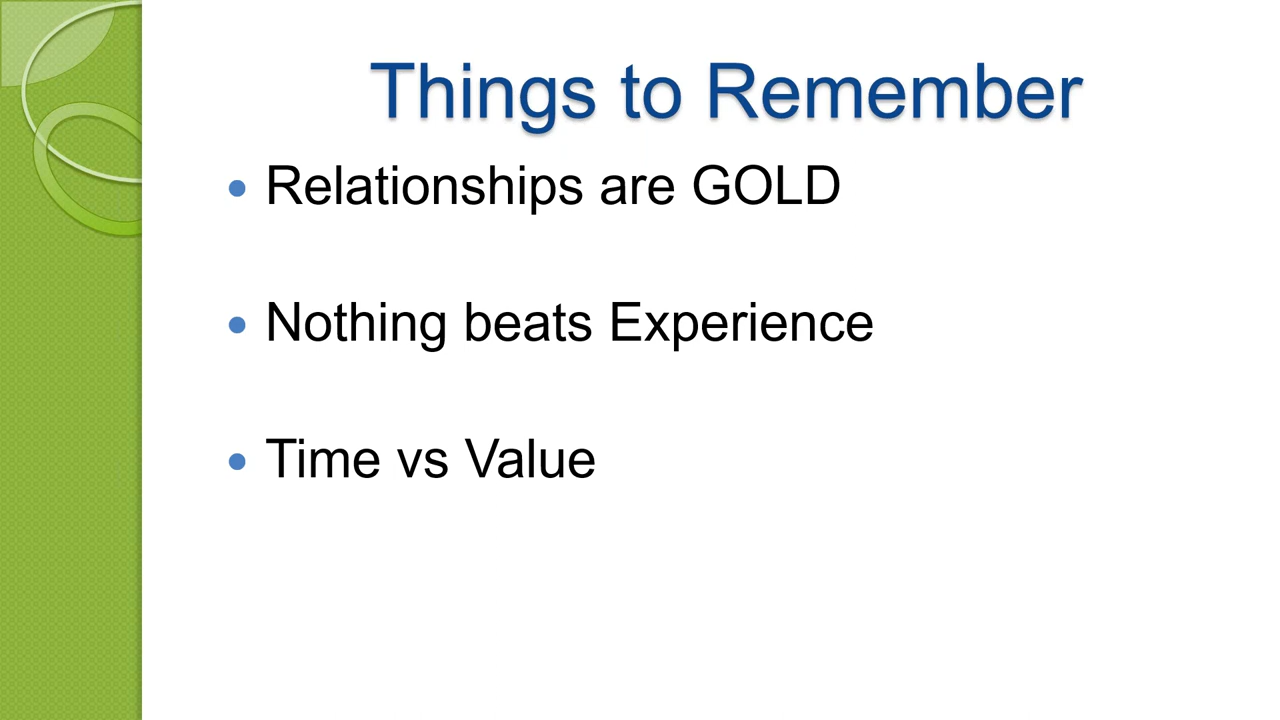 Things to Remember
• Relationships are GOLD
• Nothing beats Experience
• Time vs Value